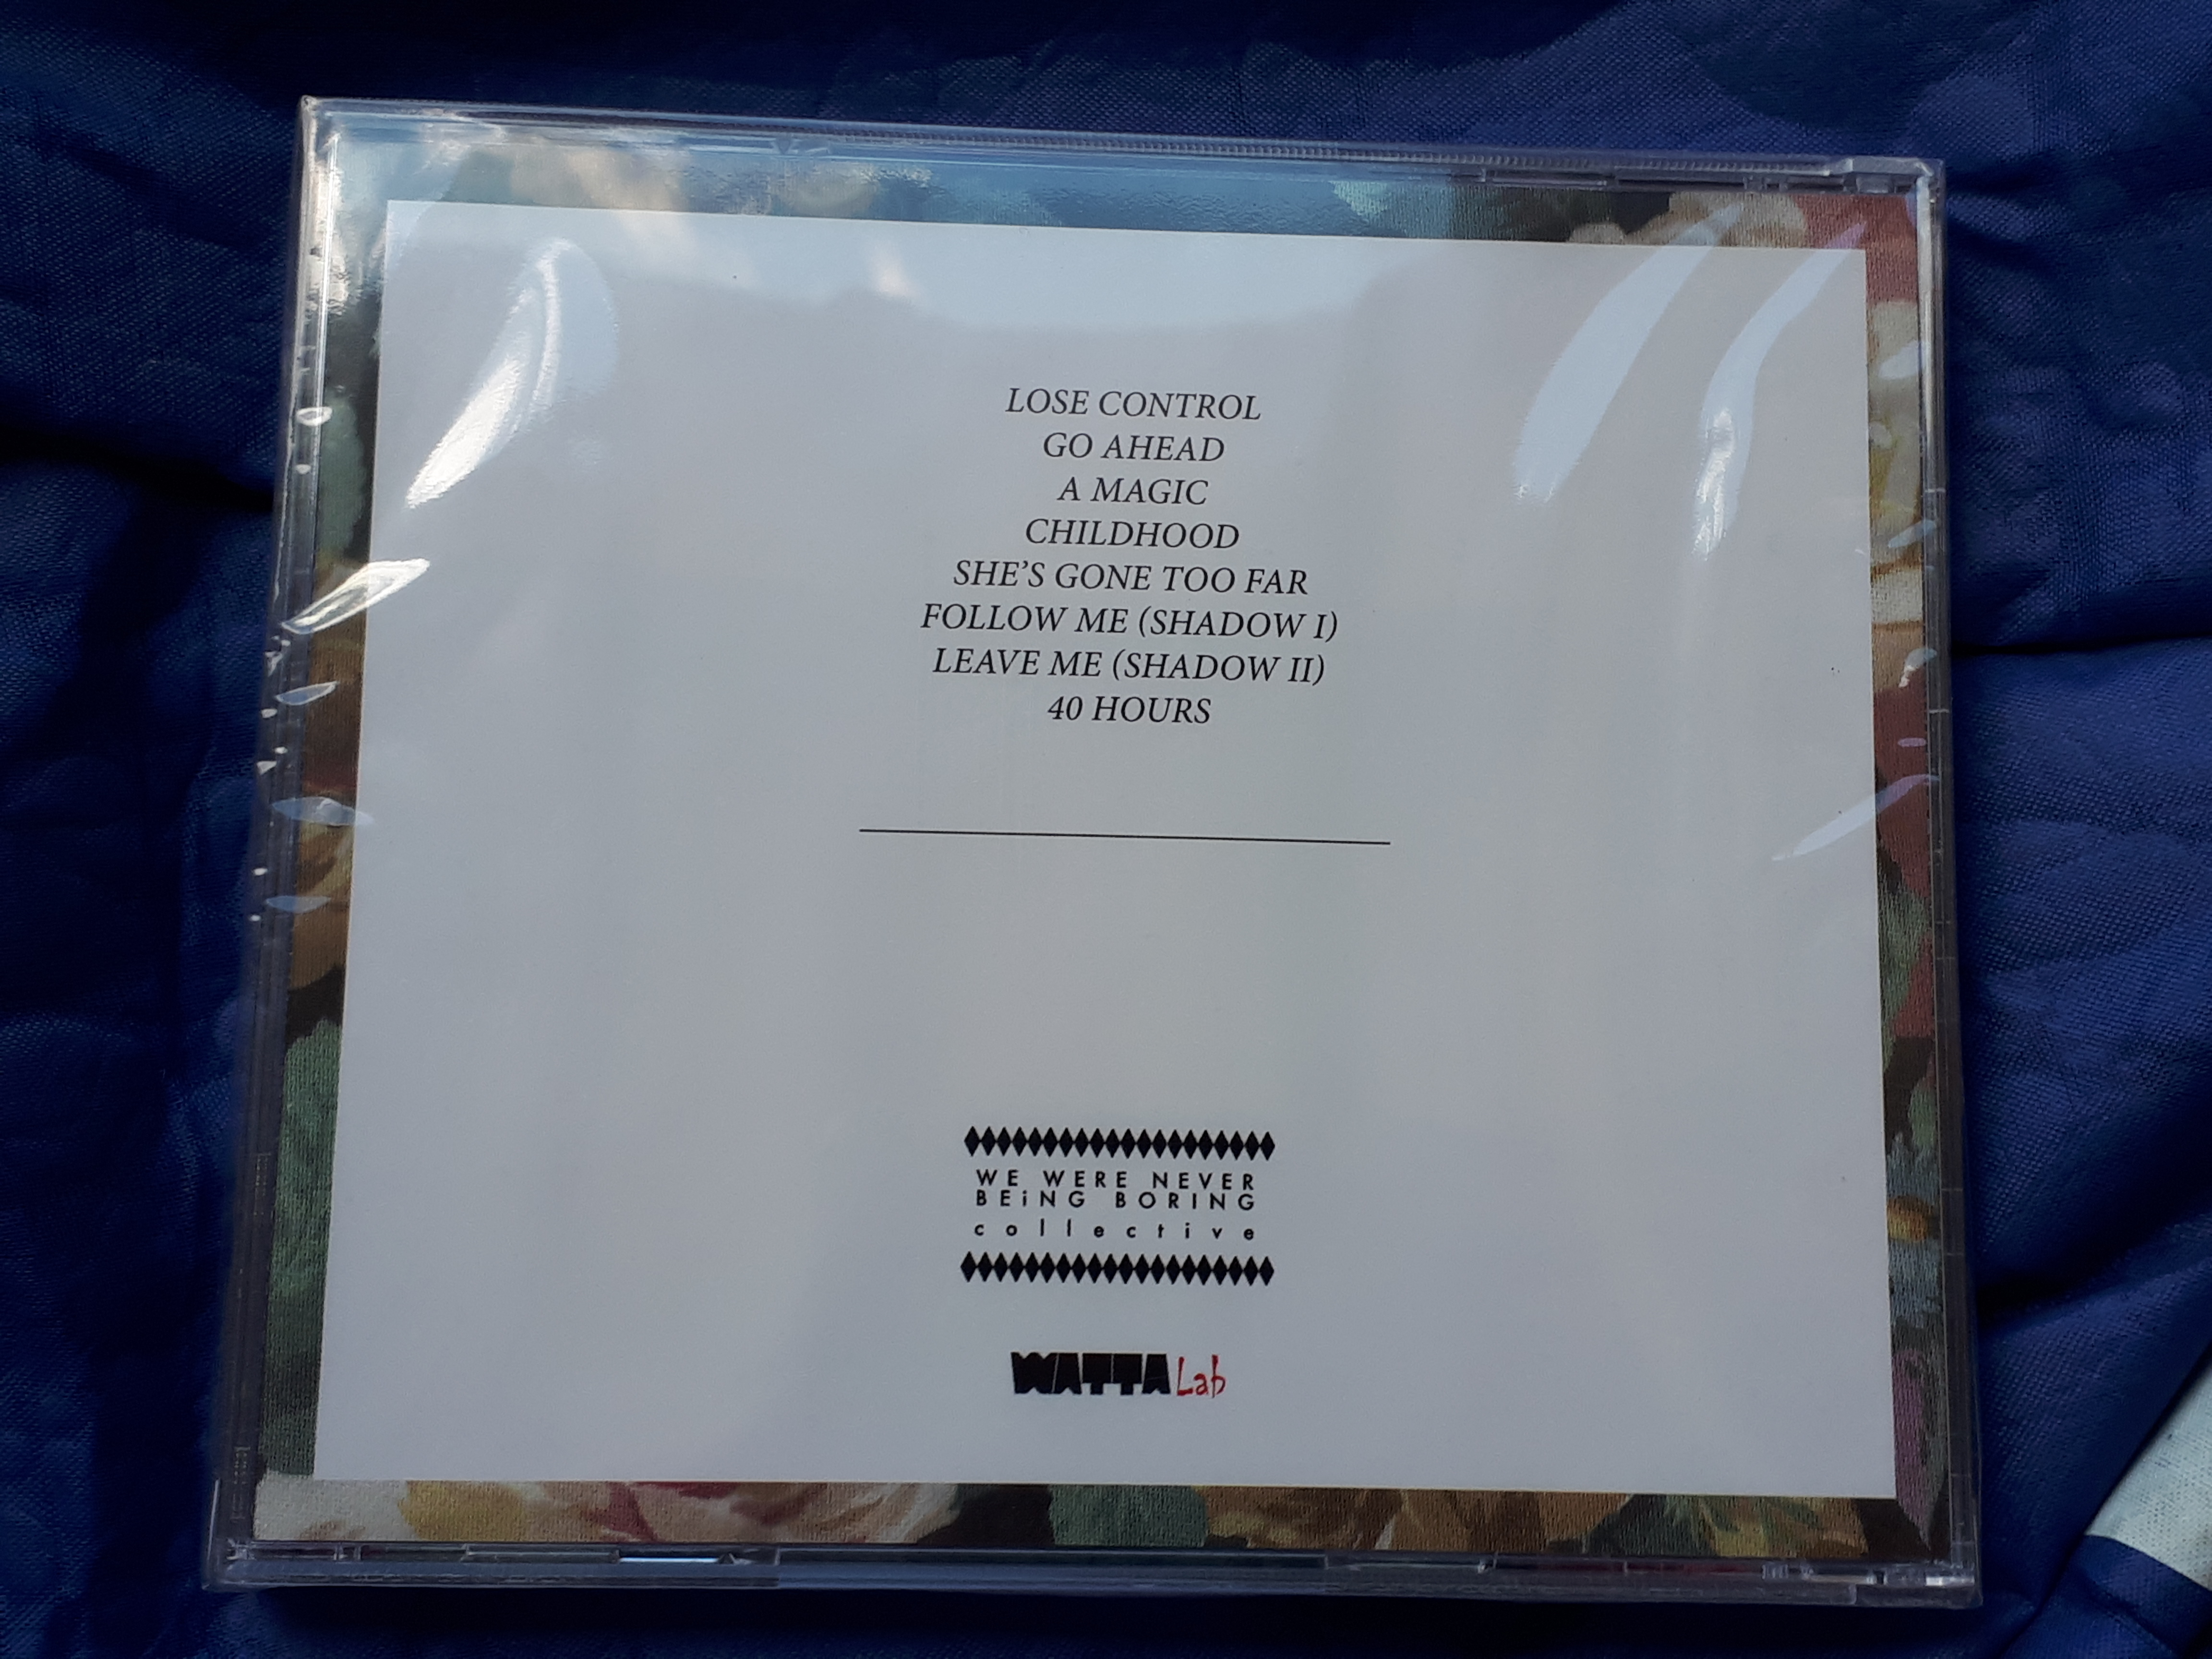 LOSE CONTROL
GO AHEAD
A MAGIC
CHILDHOOD
SHE'S GONE TOO FAR
FOLLOW ME (SHADOW I)
LEAVE ME (SHADOW II)
40 HOURS
WE WERE NEVER
BEiNG BORING
collective
WATTA Lab